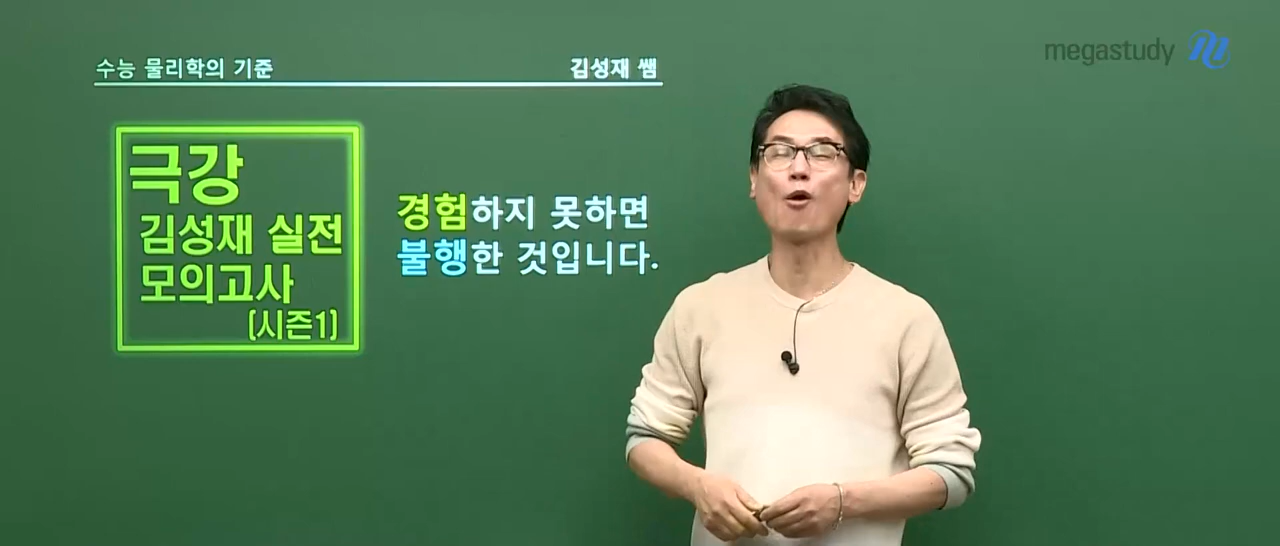 수능 물리학의 기준
김성재 쌤
megastudy
극강
김성재 실전
모의고사
(시즌1)
경험하지 못하면
불행한 것입니다.